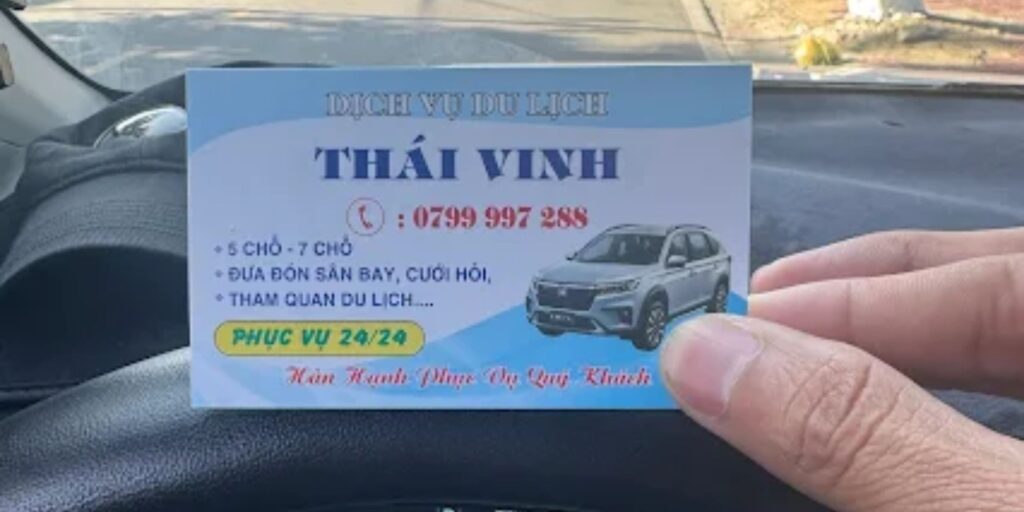 DỊCH VỤ DU LỊCH
THÁI VINH
: 0799 997 288
5 CHỖ - 7 CHỖ
ĐƯA ĐÓN SÂN BAY, CƯỚI HỎI,
THAM QUAN DU LỊCH....
PHỤC VỤ 24/24
Hân Hạnh Phục Vụ Quý Khách